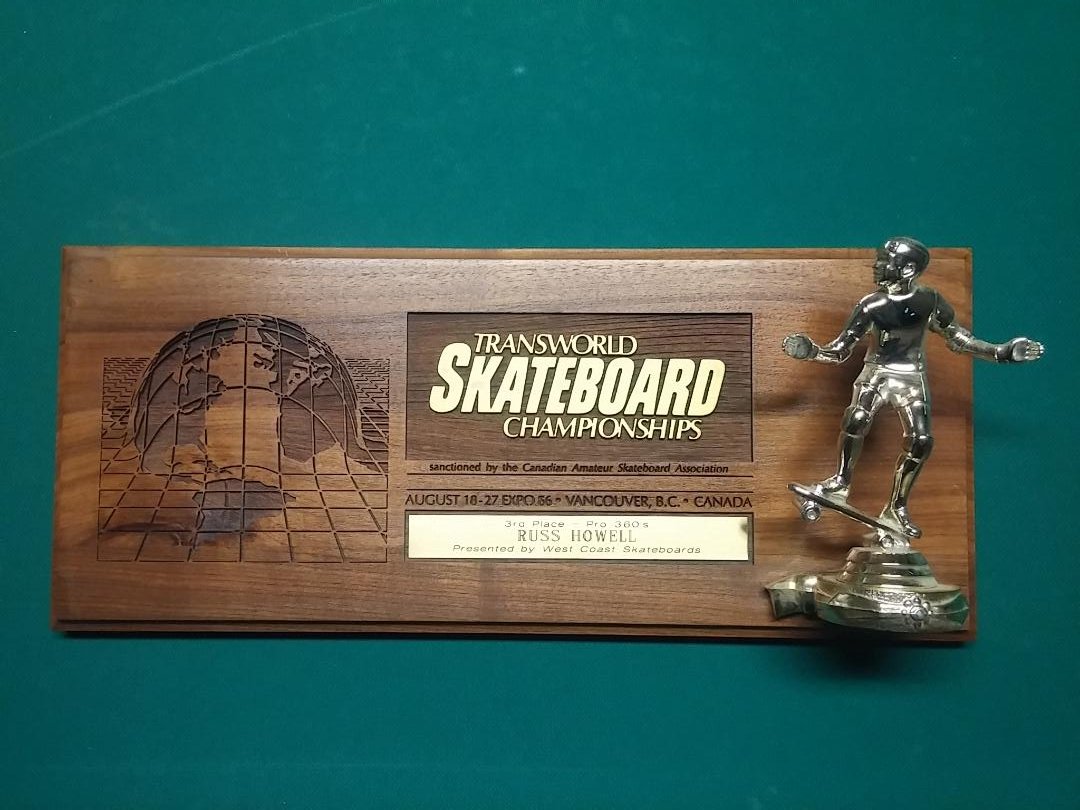 TRANSWORLD
SKATEBOARD
CHAMPIONSHIPS
sanctioned by the Canadian Amateur Skateboard Association
AUGUST 18-27 EXPO 86 • VANCOUVER, B.C. • CANADA
3rd Place - Pro 360s
RUSS HOWELL
Presented by West Coast Skateboards